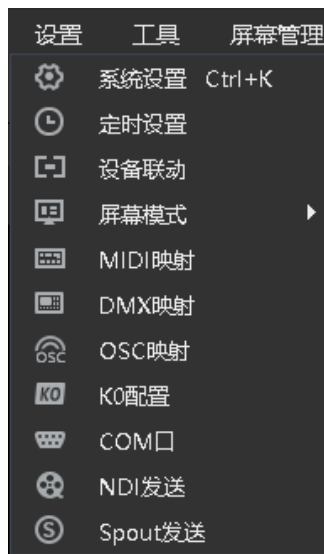 设置 工具 屏幕管理
系统设置 Ctrl+K
定时设置
设备联动
屏幕模式
MIDI映射
DMX映射
OSC OSC映射
KO K0配置
COM口
NDI发送
S Spout发送